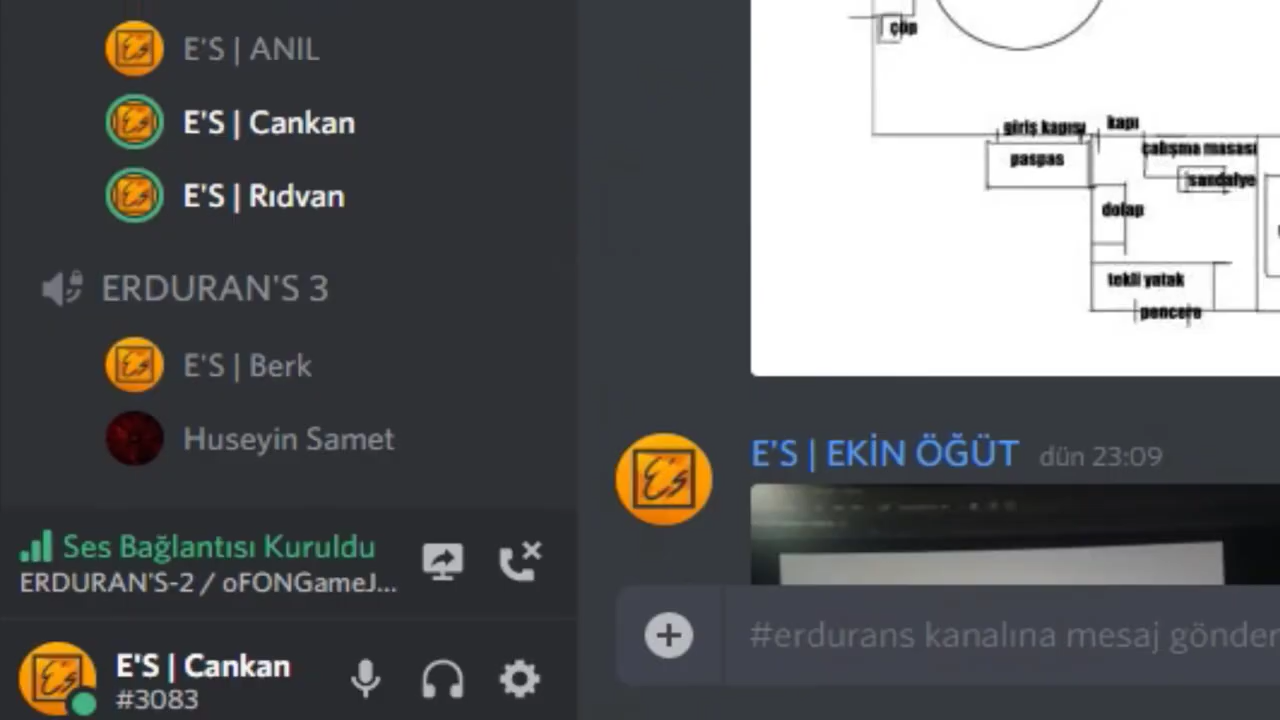 E'S | ANIL
E'S | Cankan
E'S | Rıdvan
ERDURAN'S 3
E'S | Berk
Huseyin Samet
Ses Bağlantısı Kuruldu
ERDURAN'S-2 / oFONGameJ...
E'S | Cankan
#3083
çöp
giriş kapısı
kapı
paspas
çalışma masası
sandalye
dolap
tekli yatak
pencere
E'S | EKİN ÖĞÜT dün 23:09
#erdurans kanalına mesaj gönder